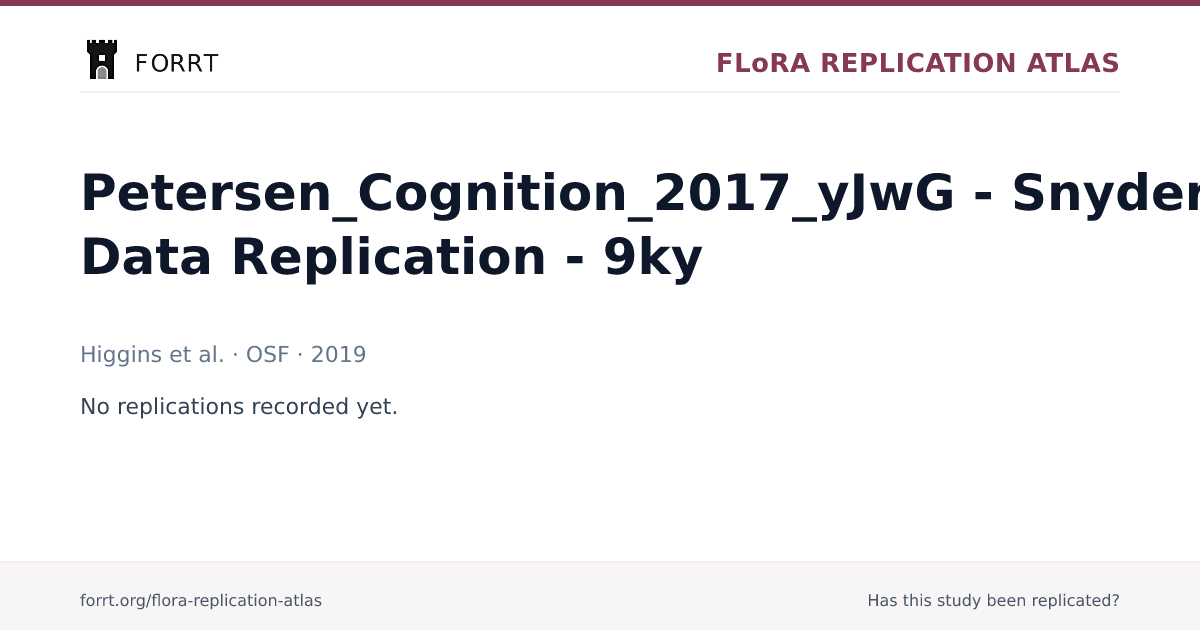 FORRT
FLoRA REPLICATION ATLAS
Petersen_Cognition_2017_yJwG - Snyder
Data Replication - 9ky
Higgins et al. · OSF · 2019
No replications recorded yet.
forrt.org/flora-replication-atlas
Has this study been replicated?